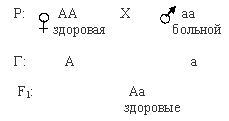 Р: ♀ АА Х ♂ аа
здоровая больной
Г: А а
F1: Аа
здоровые